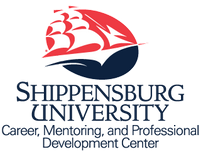 SHIPPENSBURG
UNIVERSITY
Career, Mentoring, and Professional
Development Center